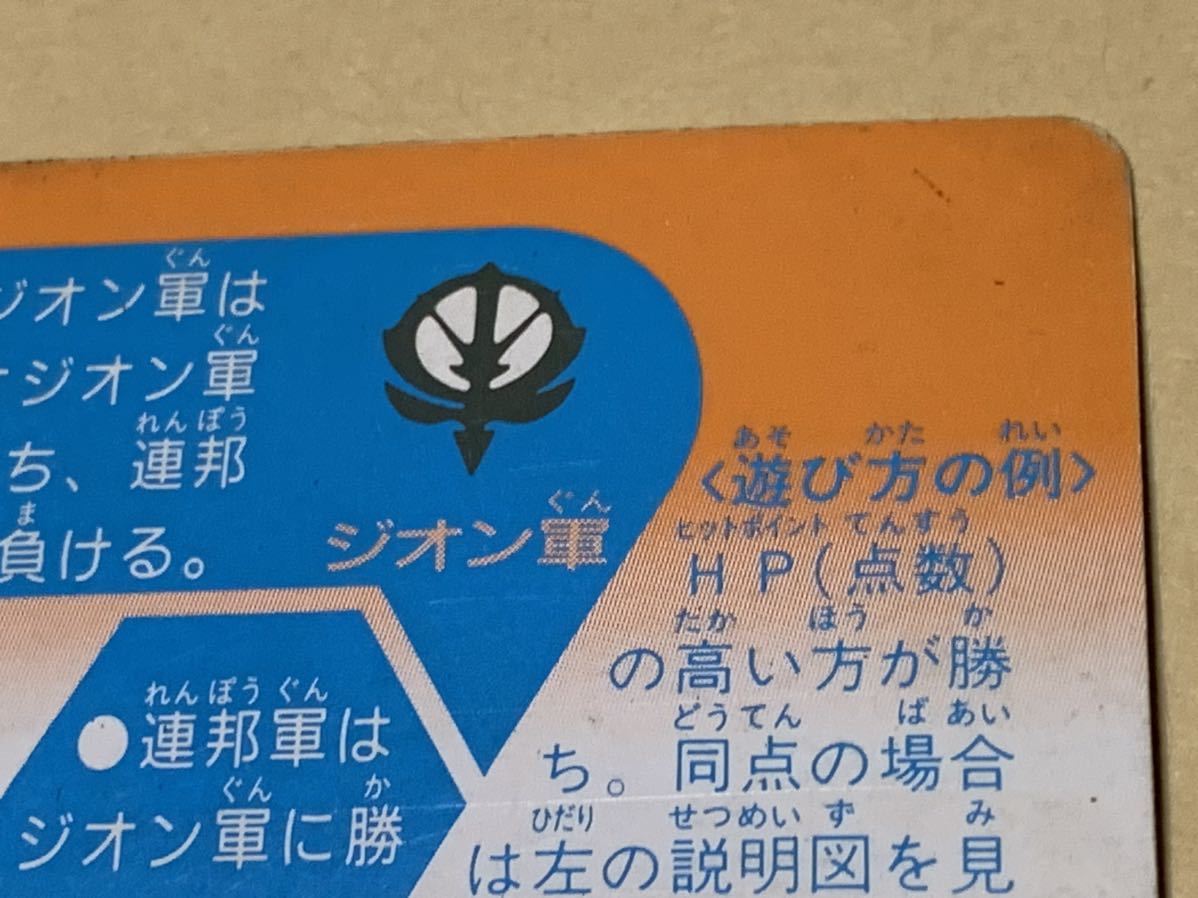 ジオン軍は
ジオン軍
ち、連邦
負ける。
ジオン軍
●連邦軍は
ジオン軍に勝
<遊び方の例>
HP(点数)
の高い方が勝
ち。同点の場合
は左の説明図を見